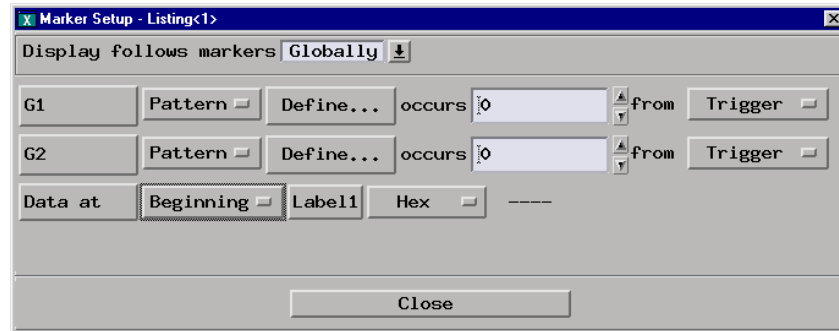 X Marker Setup - Listing<1>
Display follows markers Globally
G1 Pattern Define... occurs 0 from Trigger
G2 Pattern Define... occurs 0 from Trigger
Data at Beginning Label1 Hex ----
Close